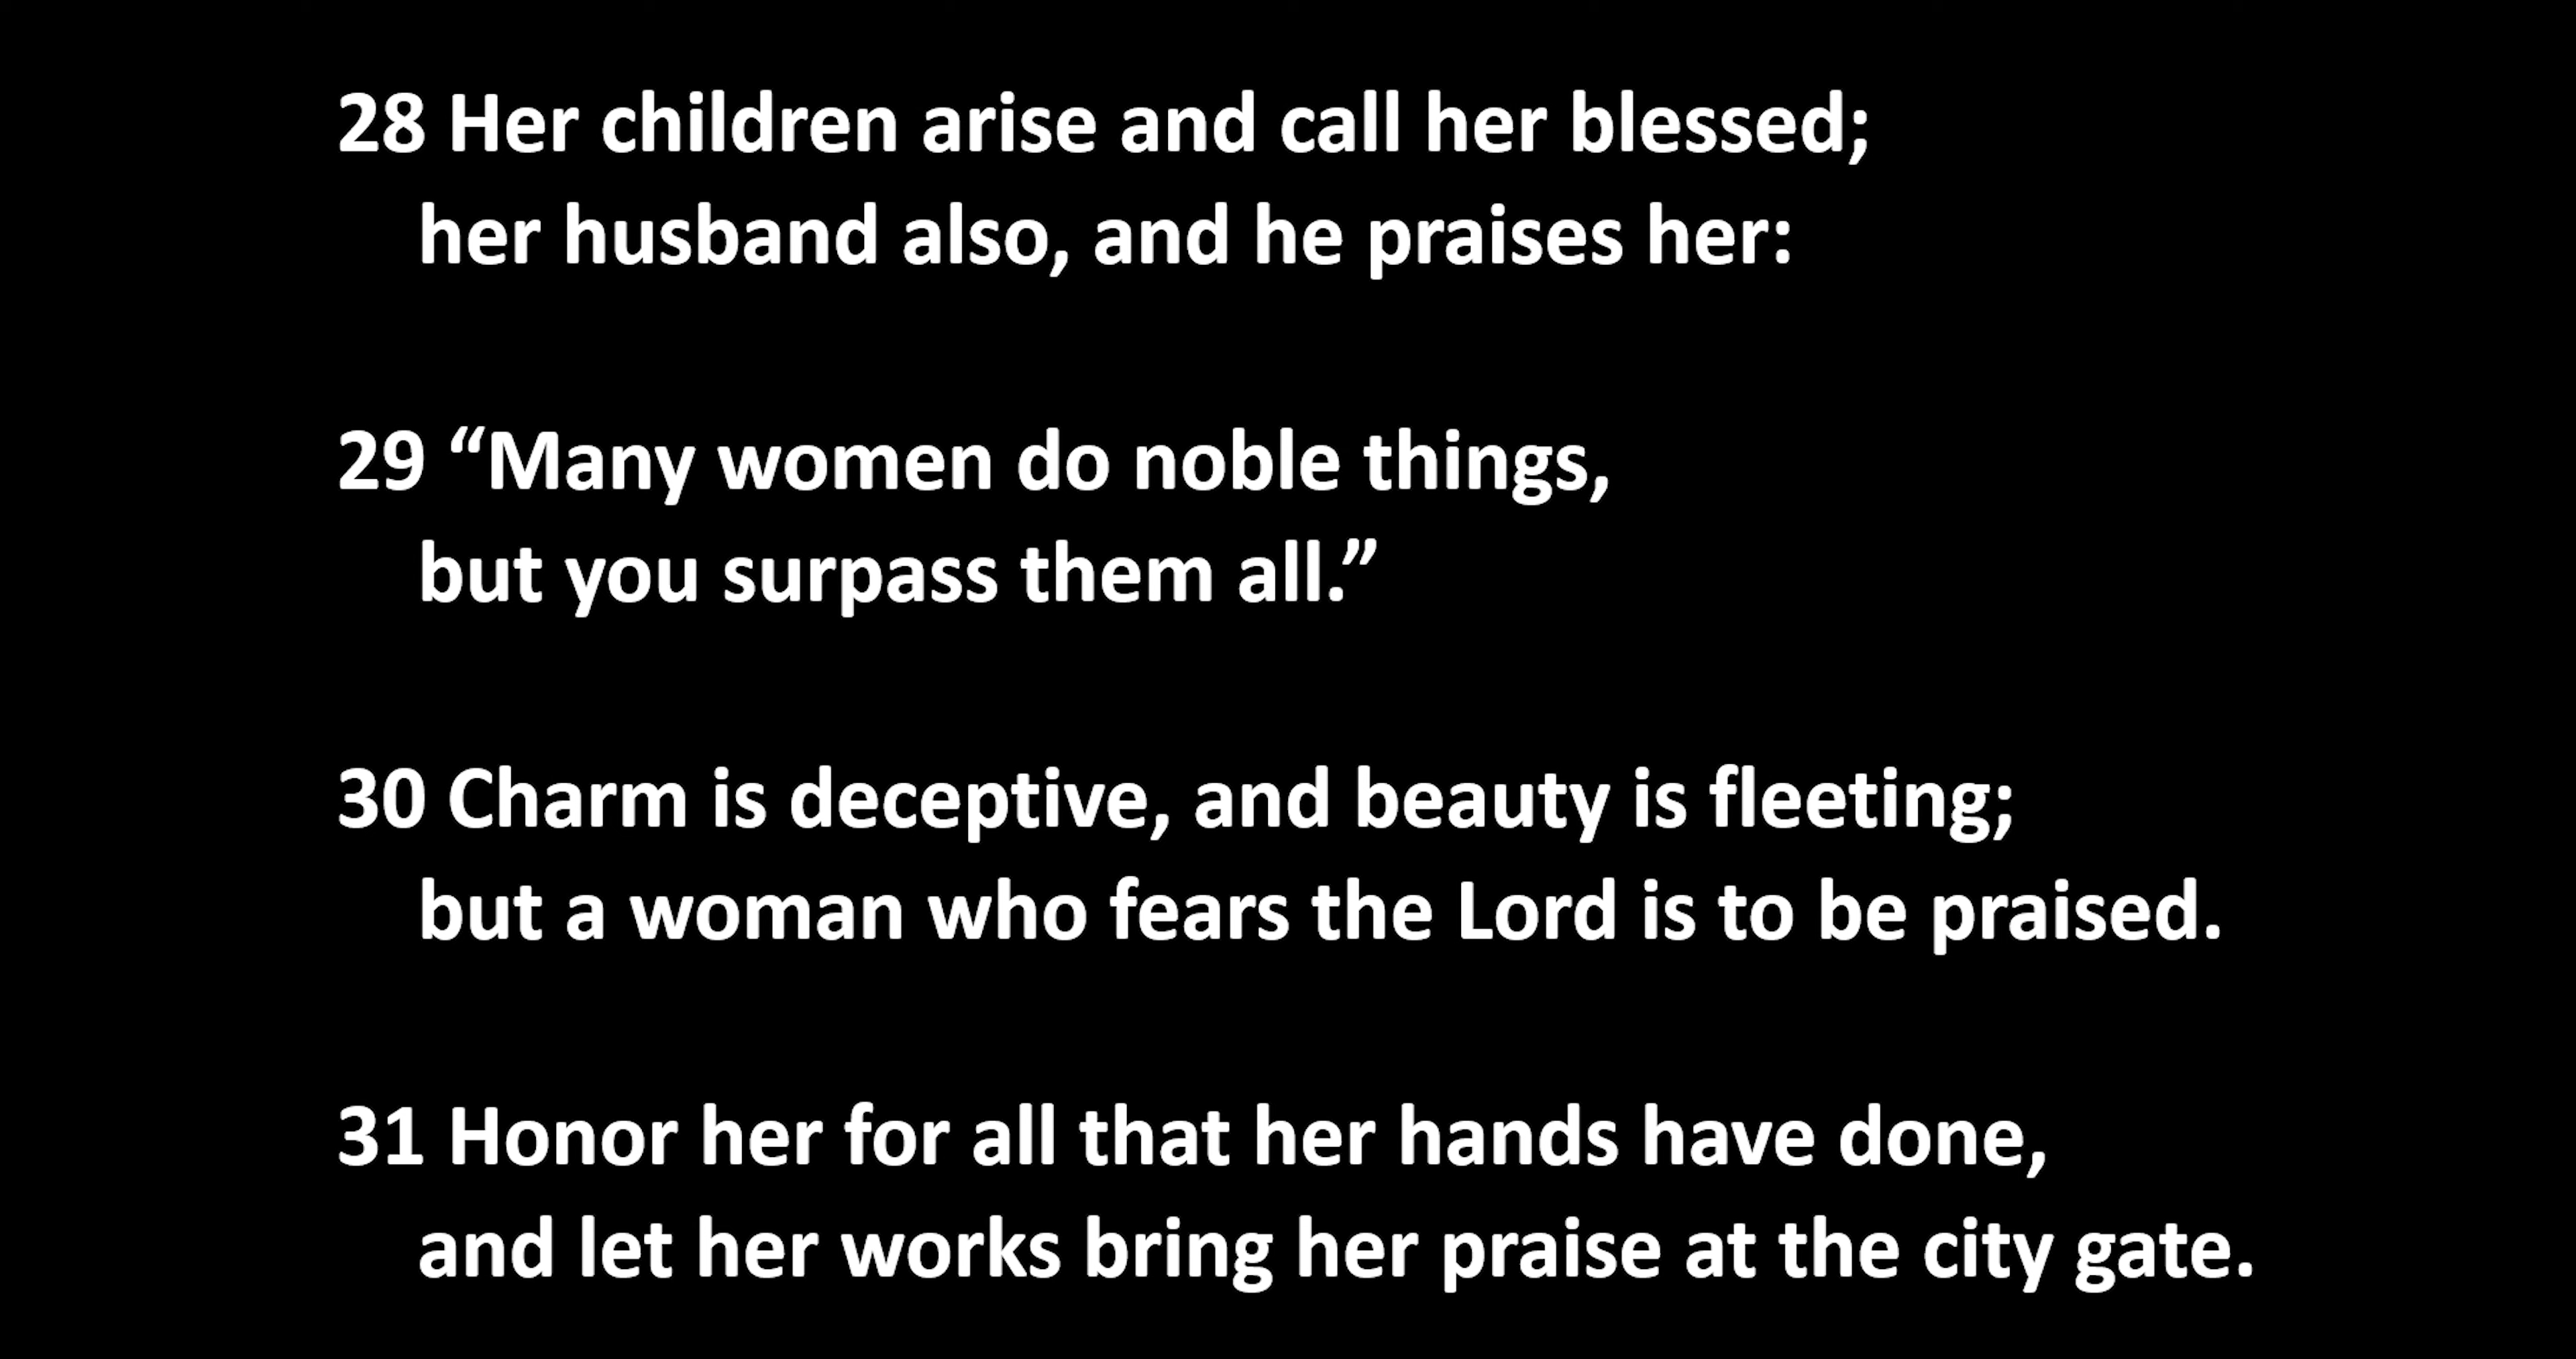 28 Her children arise and call her blessed;
her husband also, and he praises her:
29 “Many women do noble things,
but you surpass them all.”
30 Charm is deceptive, and beauty is fleeting;
but a woman who fears the Lord is to be praised.
31 Honor her for all that her hands have done,
and let her works bring her praise at the city gate.